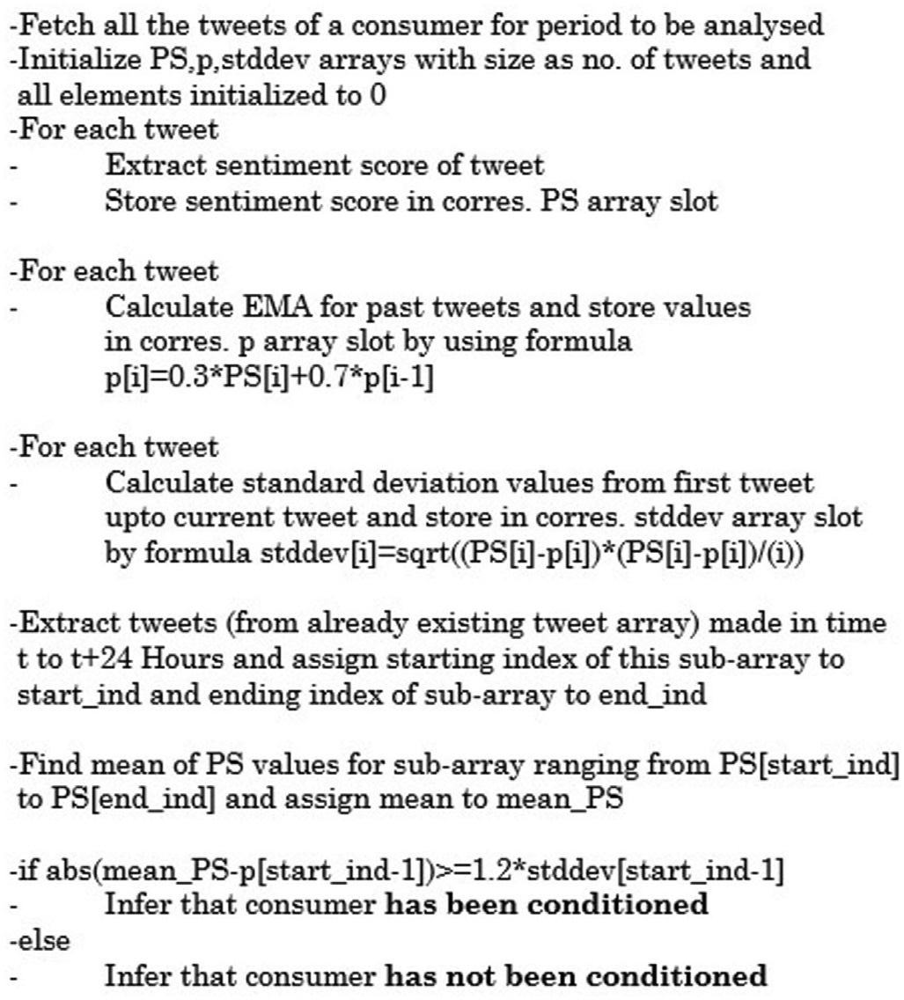 -Fetch all the tweets of a consumer for period to be analysed
-Initialize PS,p,stddev arrays with size as no. of tweets and
all elements initialized to 0
-For each tweet
- Extract sentiment score of tweet
- Store sentiment score in corres. PS array slot
-For each tweet
- Calculate EMA for past tweets and store values
in corres. p array slot by using formula
p[i]=0.3*PS[i]+0.7*p[i-1]
-For each tweet
- Calculate standard deviation values from first tweet
upto current tweet and store in corres. stddev array slot
by formula stddev[i]=sqrt((PS[i]-p[i])*(PS[i]-p[i])/(i))
-Extract tweets (from already existing tweet array) made in time
t to t+24 Hours and assign starting index of this sub-array to
start_ind and ending index of sub-array to end_ind
-Find mean of PS values for sub-array ranging from PS[start_ind]
to PS[end_ind] and assign mean to mean_PS
-if abs(mean_PS-p[start_ind-1])>=1.2*stddev[start_ind-1]
- Infer that consumer has been conditioned
-else
- Infer that consumer has not been conditioned